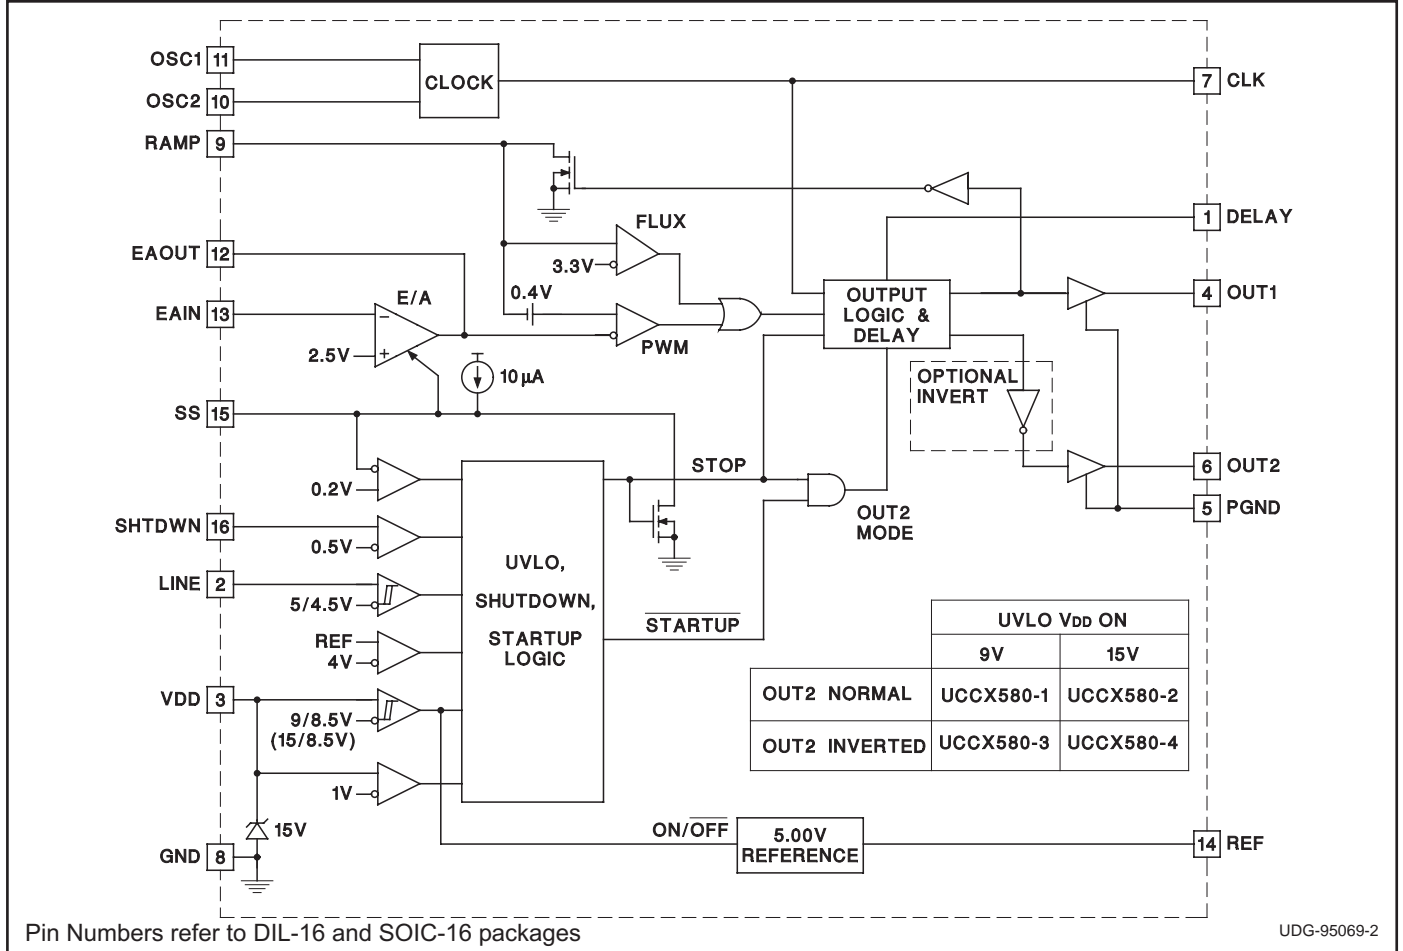 OSC1 11
CLOCK
7 CLK
OSC2 10
RAMP 9
1 DELAY
FLUX
EAOUT 12
3.3V
E/A
0.4V
OUTPUT
LOGIC &
DELAY
4 OUT1
EAIN 13
−
+
2.5V
PWM
10 µA
OPTIONAL
INVERT
SS 15
STOP
6 OUT2
0.2V
5 PGND
OUT2
MODE
SHTDWN 16
0.5V
UVLO,
SHUTDOWN,
STARTUP
LOGIC
LINE 2
5/4.5V
STARTUP
REF
4V
UVLO VDD ON
9V 15V
OUT2 NORMAL UCCX580-1 UCCX580-2
OUT2 INVERTED UCCX580-3 UCCX580-4
VDD 3
9/8.5V
(15/8.5V)
1V
15V
ON/OFF
5.00V
REFERENCE
14 REF
GND 8
Pin Numbers refer to DIL-16 and SOIC-16 packages
UDG-95069-2